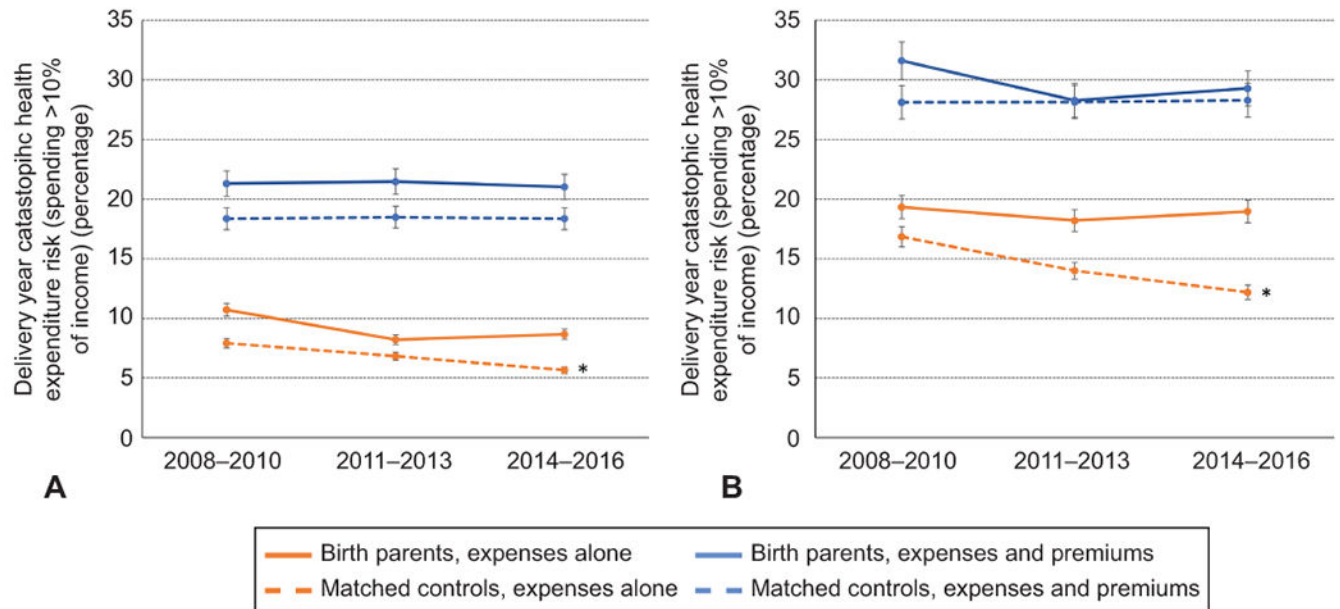 Delivery year catastopihc health
expenditure risk (spending >10%
of income) (percentage)
35
30
25
20
15
10
5
0
*
2008–2010 2011–2013 2014–2016
A
Delivery year catastophic health
expenditure risk (spending >10%
of income) (percentage)
35
30
25
20
15
10
5
0
*
2008–2010 2011–2013 2014–2016
B
Birth parents, expenses alone Birth parents, expenses and premiums
Matched controls, expenses alone Matched controls, expenses and premiums